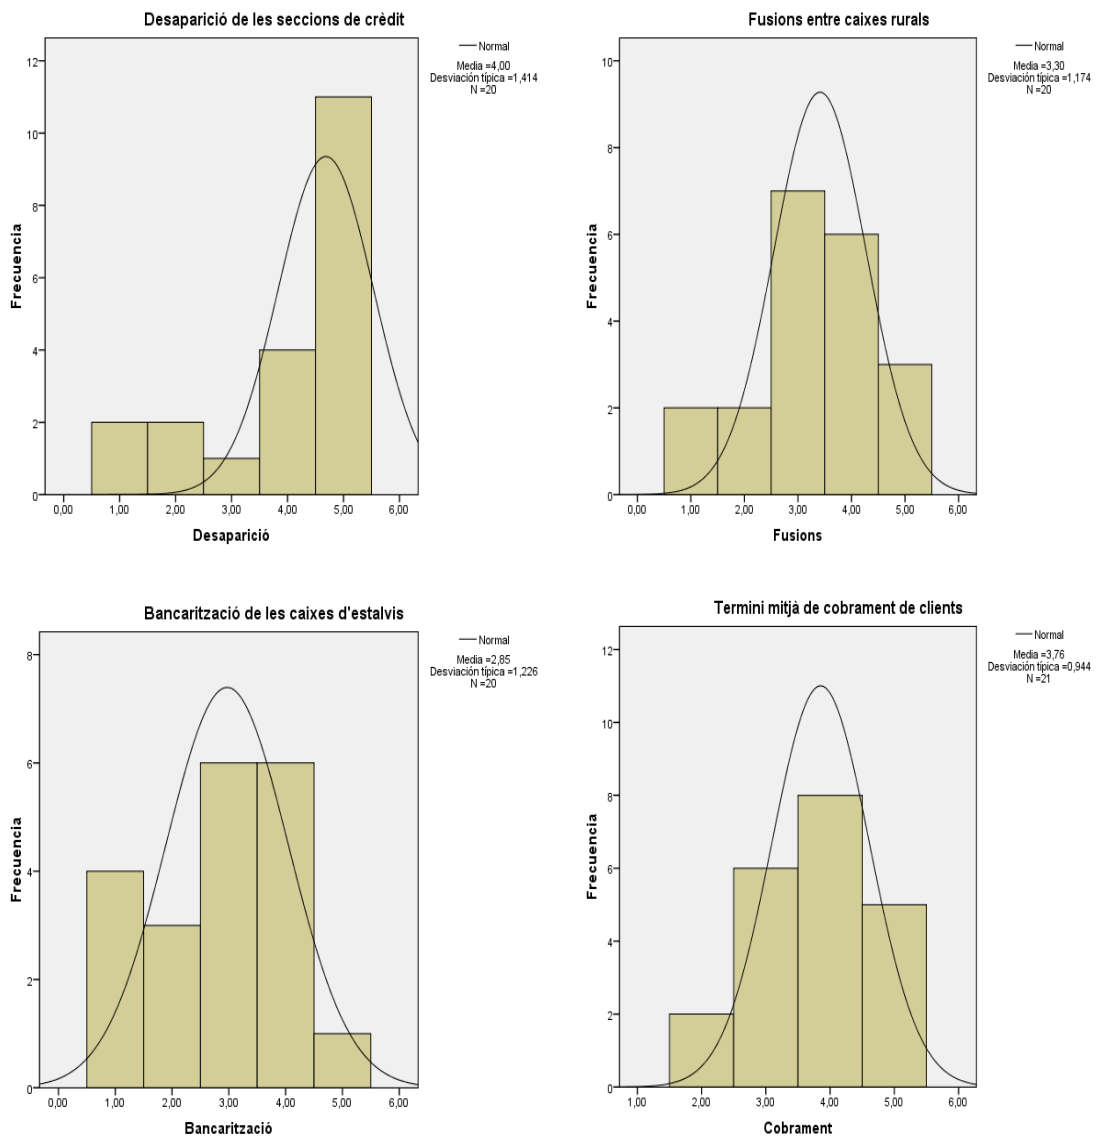 Desaparició de les seccions de crèdit
Normal
Media =4,00
Desviación típica =1,414
N =20
12
10
8
6
4
2
0
Frecuencia
0,00 1,00 2,00 3,00 4,00 5,00 6,00
Desaparició
Fusions entre caixes rurals
Normal
Media =3,30
Desviación típica =1,174
N =20
10
8
6
4
2
0
Frecuencia
0,00 1,00 2,00 3,00 4,00 5,00 6,00
Fusions
Bancarització de les caixes d'estalvis
Normal
Media =2,85
Desviación típica =1,226
N =20
8
6
4
2
0
Frecuencia
0,00 1,00 2,00 3,00 4,00 5,00 6,00
Bancarització
Termini mitjà de cobrament de clients
Normal
Media =3,76
Desviación típica =0,944
N =21
12
10
8
6
4
2
0
Frecuencia
1,00 2,00 3,00 4,00 5,00 6,00
Cobrament